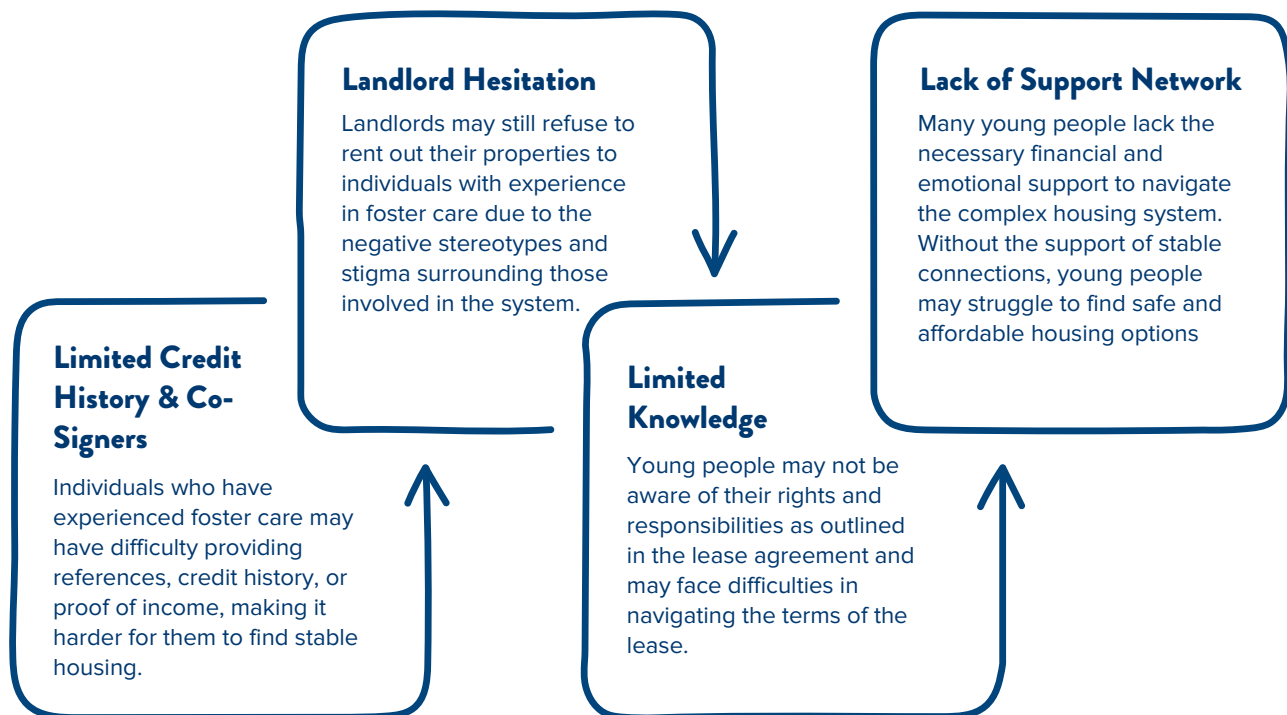 Limited Credit
History & Co-
Signers
Individuals who have
experienced foster care may
have difficulty providing
references, credit history, or
proof of income, making it
harder for them to find stable
housing.
Landlord Hesitation
Landlords may still refuse to
rent out their properties to
individuals with experience
in foster care due to the
negative stereotypes and
stigma surrounding those
involved in the system.
Limited
Knowledge
Young people may not be
aware of their rights and
responsibilities as outlined
in the lease agreement and
may face difficulties in
navigating the terms of the
lease.
Lack of Support Network
Many young people lack the
necessary financial and
emotional support to navigate
the complex housing system.
Without the support of stable
connections, young people
may struggle to find safe and
affordable housing options